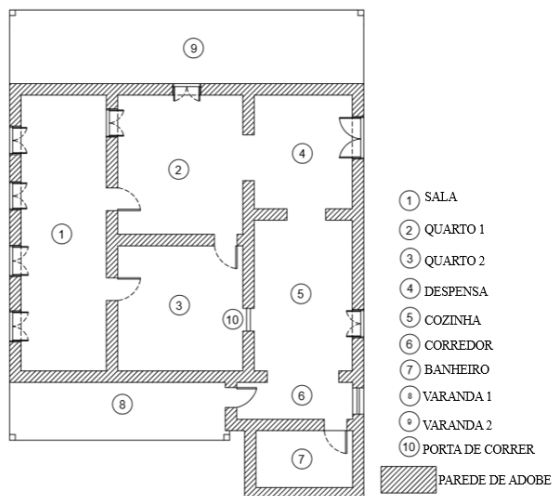 9
2
4
1
3
5
10
8
6
7
1 SALA
2 QUARTO 1
3 QUARTO 2
4 DESPENSA
5 COZINHA
6 CORREDOR
7 BANHEIRO
8 VARANDA 1
9 VARANDA 2
10 PORTA DE CORRER
PAREDE DE ADOBE